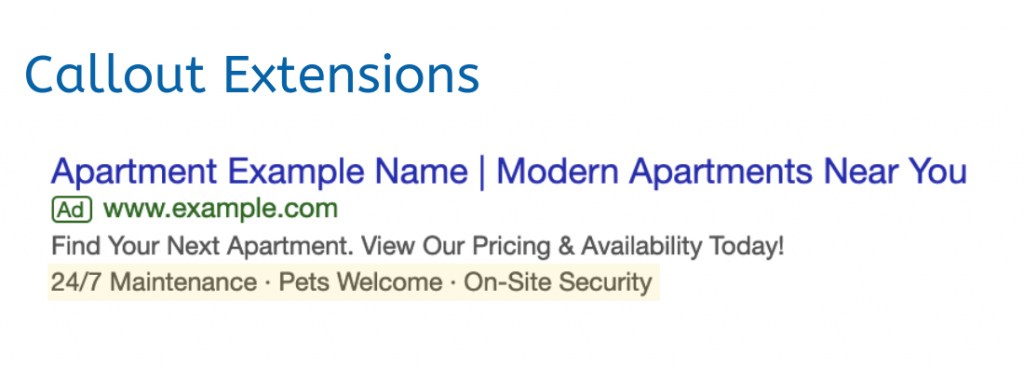 Callout Extensions
Apartment Example Name | Modern Apartments Near You
Ad www.example.com
Find Your Next Apartment. View Our Pricing & Availability Today!
24/7 Maintenance · Pets Welcome · On-Site Security